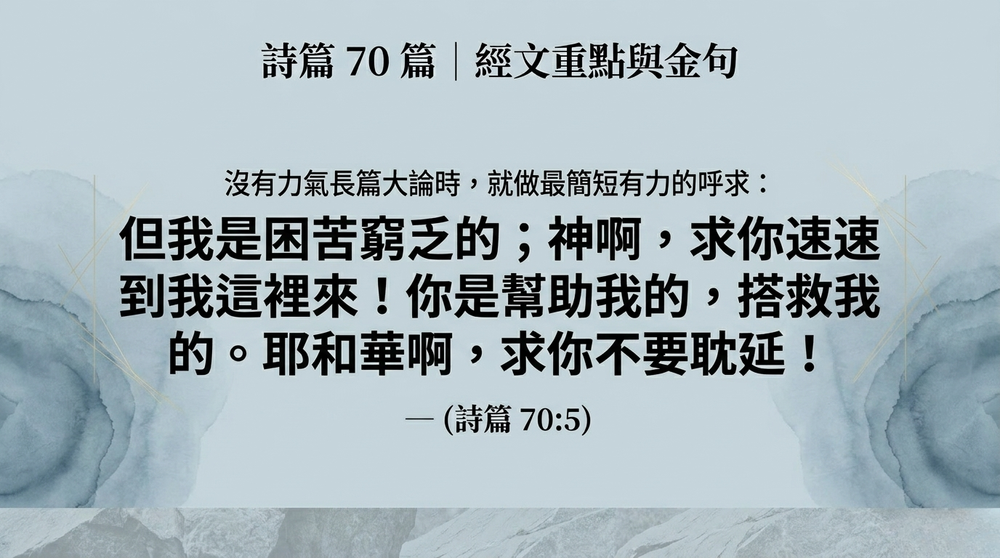 詩篇 70 篇｜經文重點與金句
沒有力氣長篇大論時，就做最簡短有力的呼求：
但我是困苦窮乏的；神啊，求你速速
到我這裡來！你是幫助我的，搭救我
的。耶和華啊，求你不要耽延！
— (詩篇 70:5)